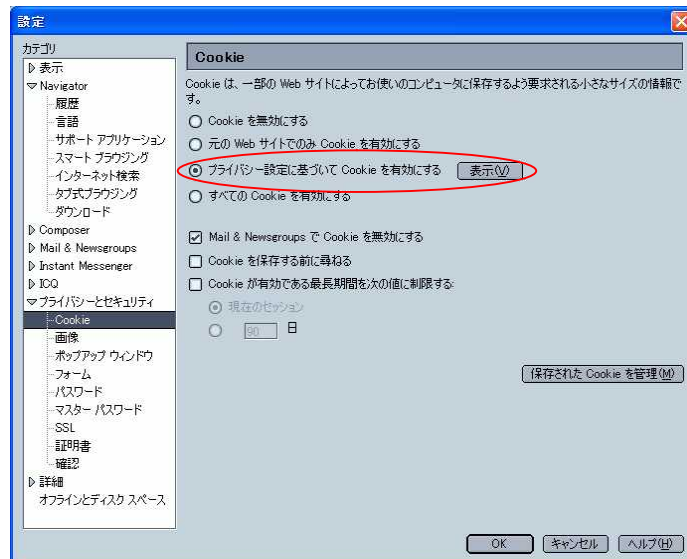 設定
カテゴリ
表示
Navigator
履歴
言語
サポート アプリケーション
スマート ブラウジング
インターネット検索
タブ式ブラウジング
ダウンロード
Composer
Mail & Newsgroups
Instant Messenger
ICQ
プライバシーとセキュリティ
Cookie
画像
ポップアップ ウィンドウ
フォーム
パスワード
マスター パスワード
SSL
証明書
確認
詳細
オフラインとディスク スペース
Cookie
Cookie は、一部の Web サイトによってお使いのコンピュータに保存するよう要求される小さなサイズの情報で
す。
Cookie を無効にする
元の Web サイトでのみ Cookie を有効にする
プライバシー設定に基づいて Cookie を有効にする 表示(V)
すべての Cookie を有効にする
Mail & Newsgroups で Cookie を無効にする
Cookie を保存する前に尋ねる
Cookie が有効である最長期間を次の値に制限する:
現在のセッション
90 日
保存された Cookie を管理(M)
OK キャンセル ヘルプ(H)